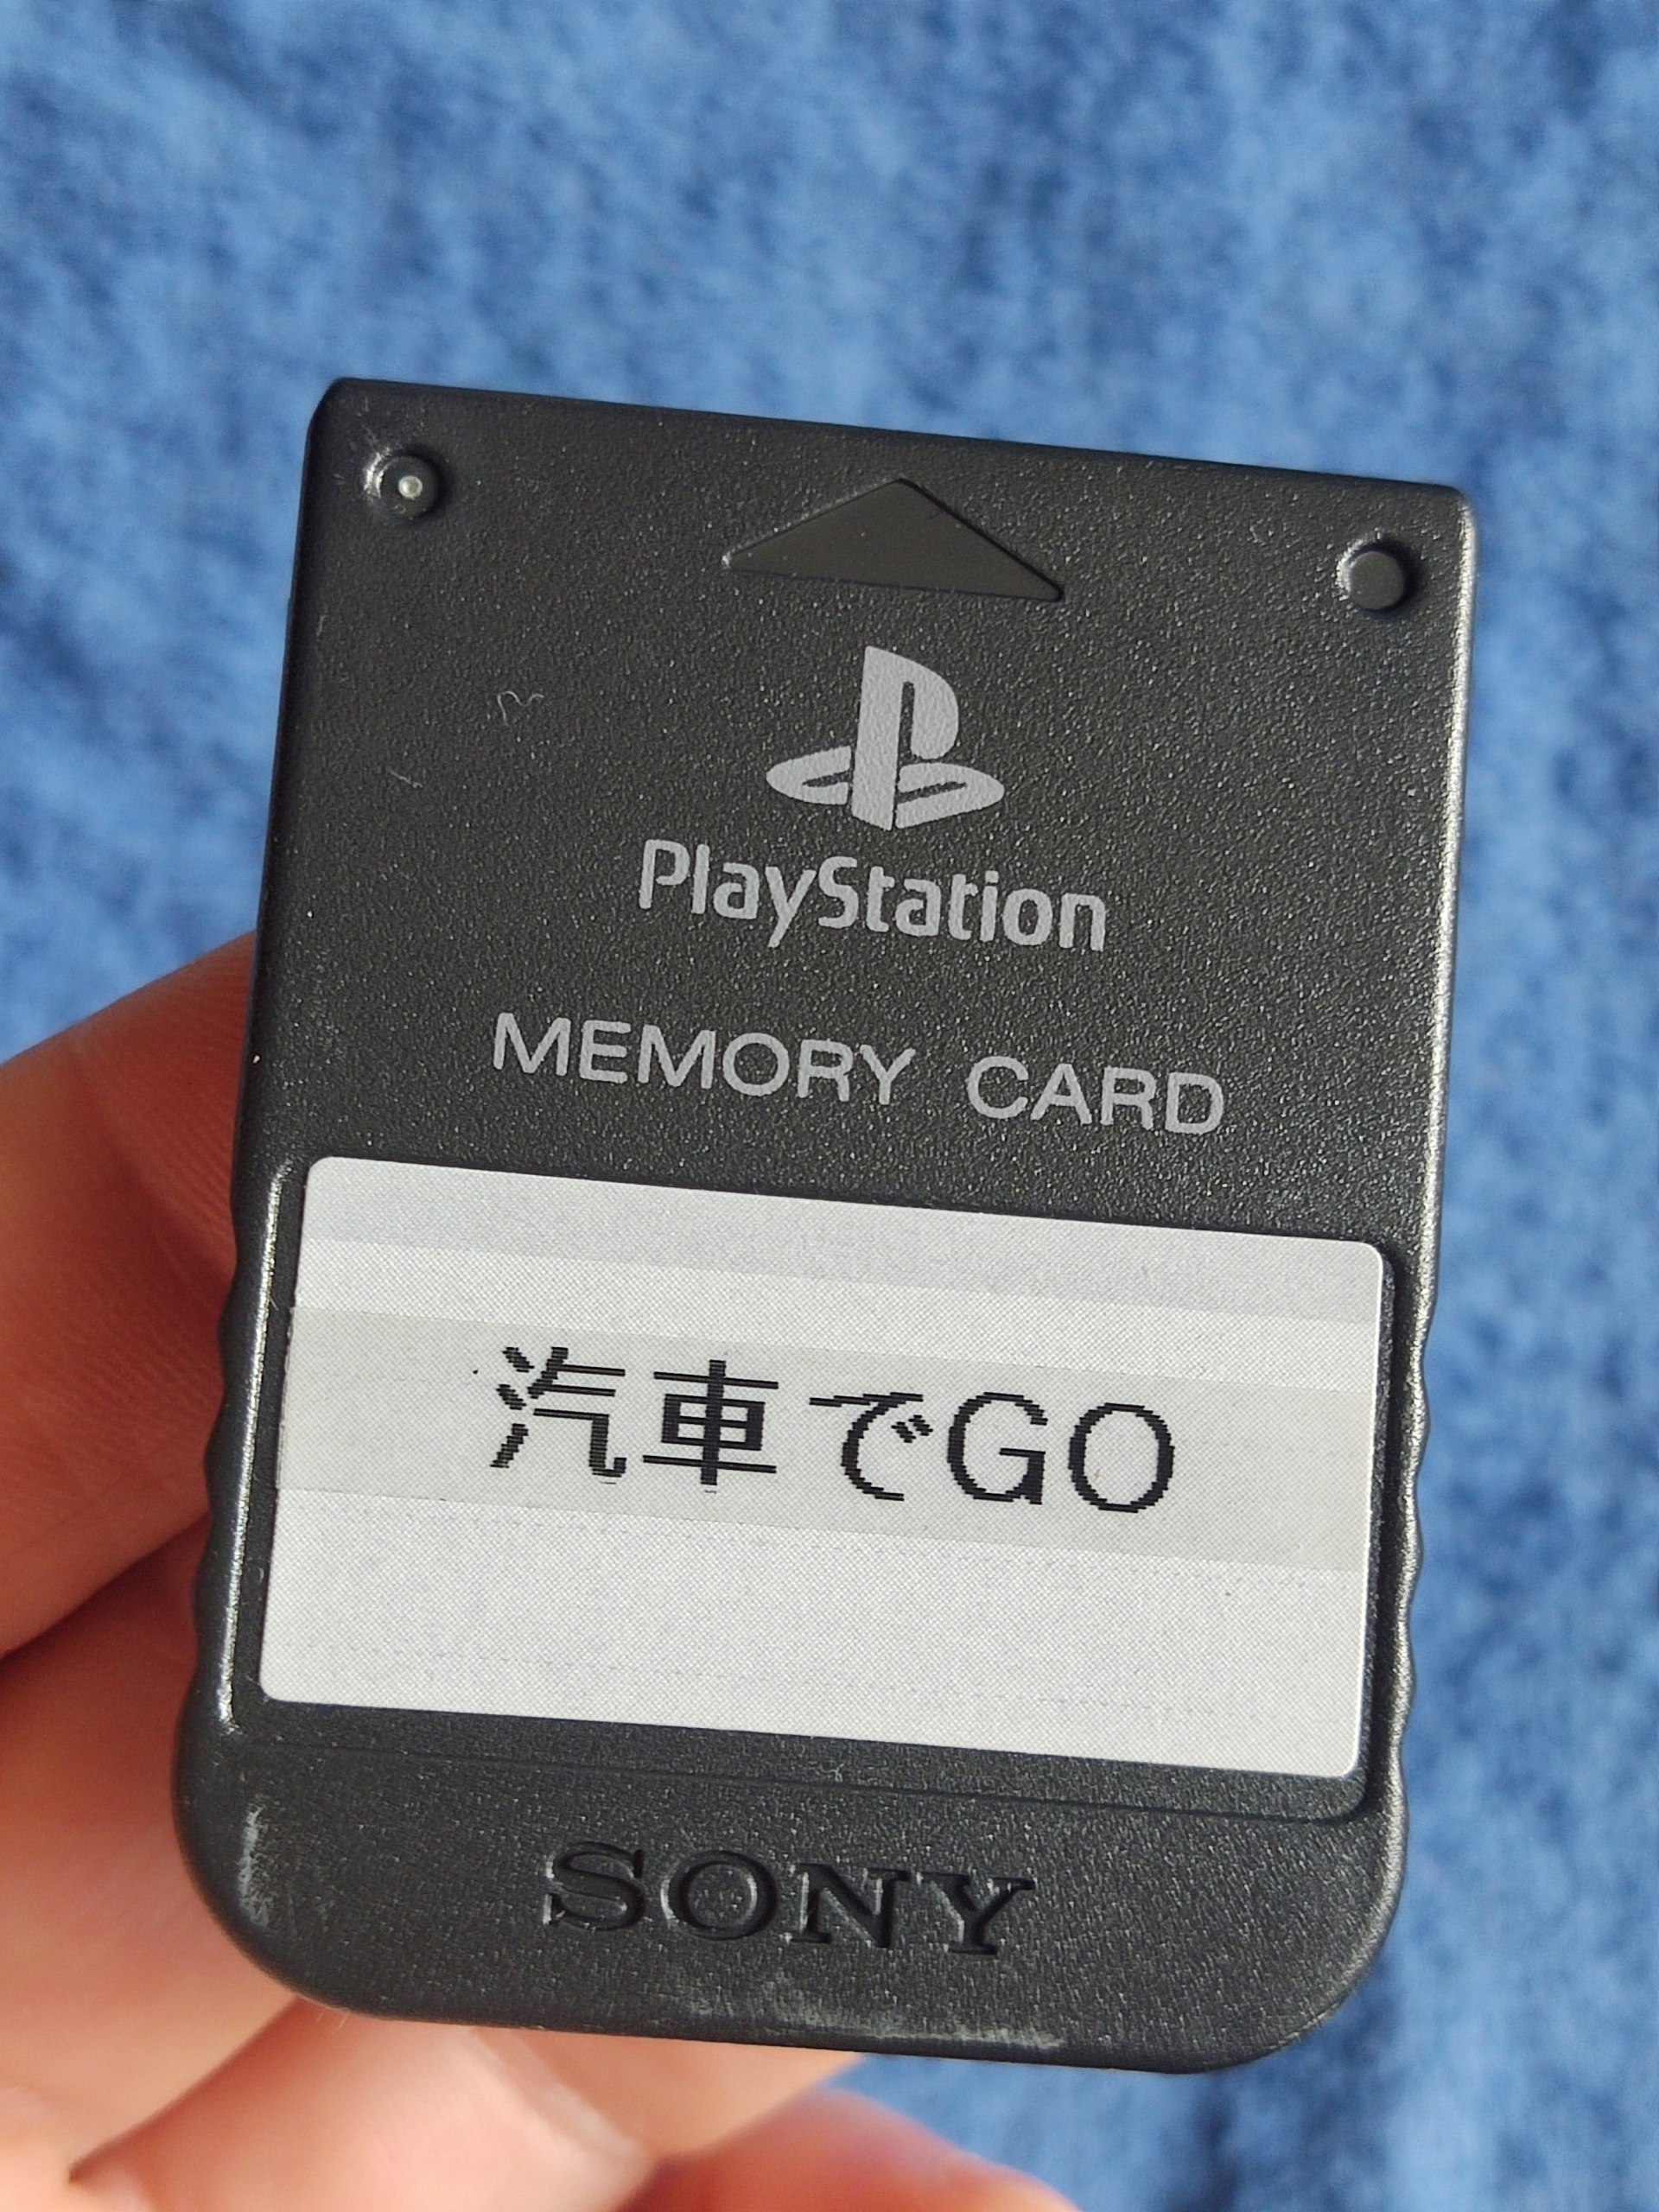 PlayStation
MEMORY CARD
汽車でGO
SONY